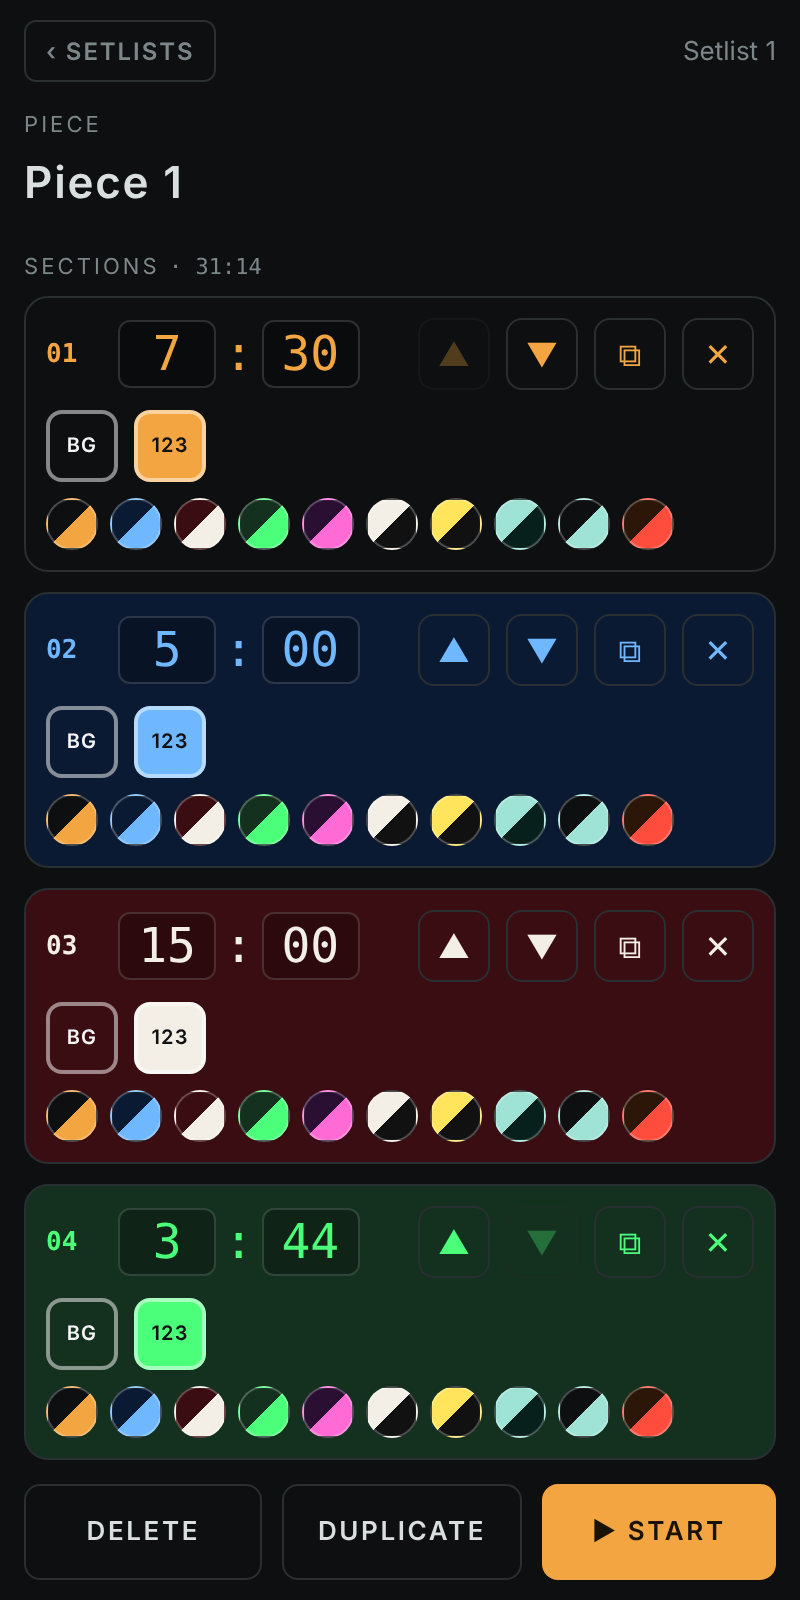 ‹ SETLISTS Setlist 1
PIECE
Piece 1
SECTIONS · 31:14
01 7 : 30
BG 123
02 5 : 00
BG 123
03 15 : 00
BG 123
04 3 : 44
BG 123
DELETE DUPLICATE ▶ START